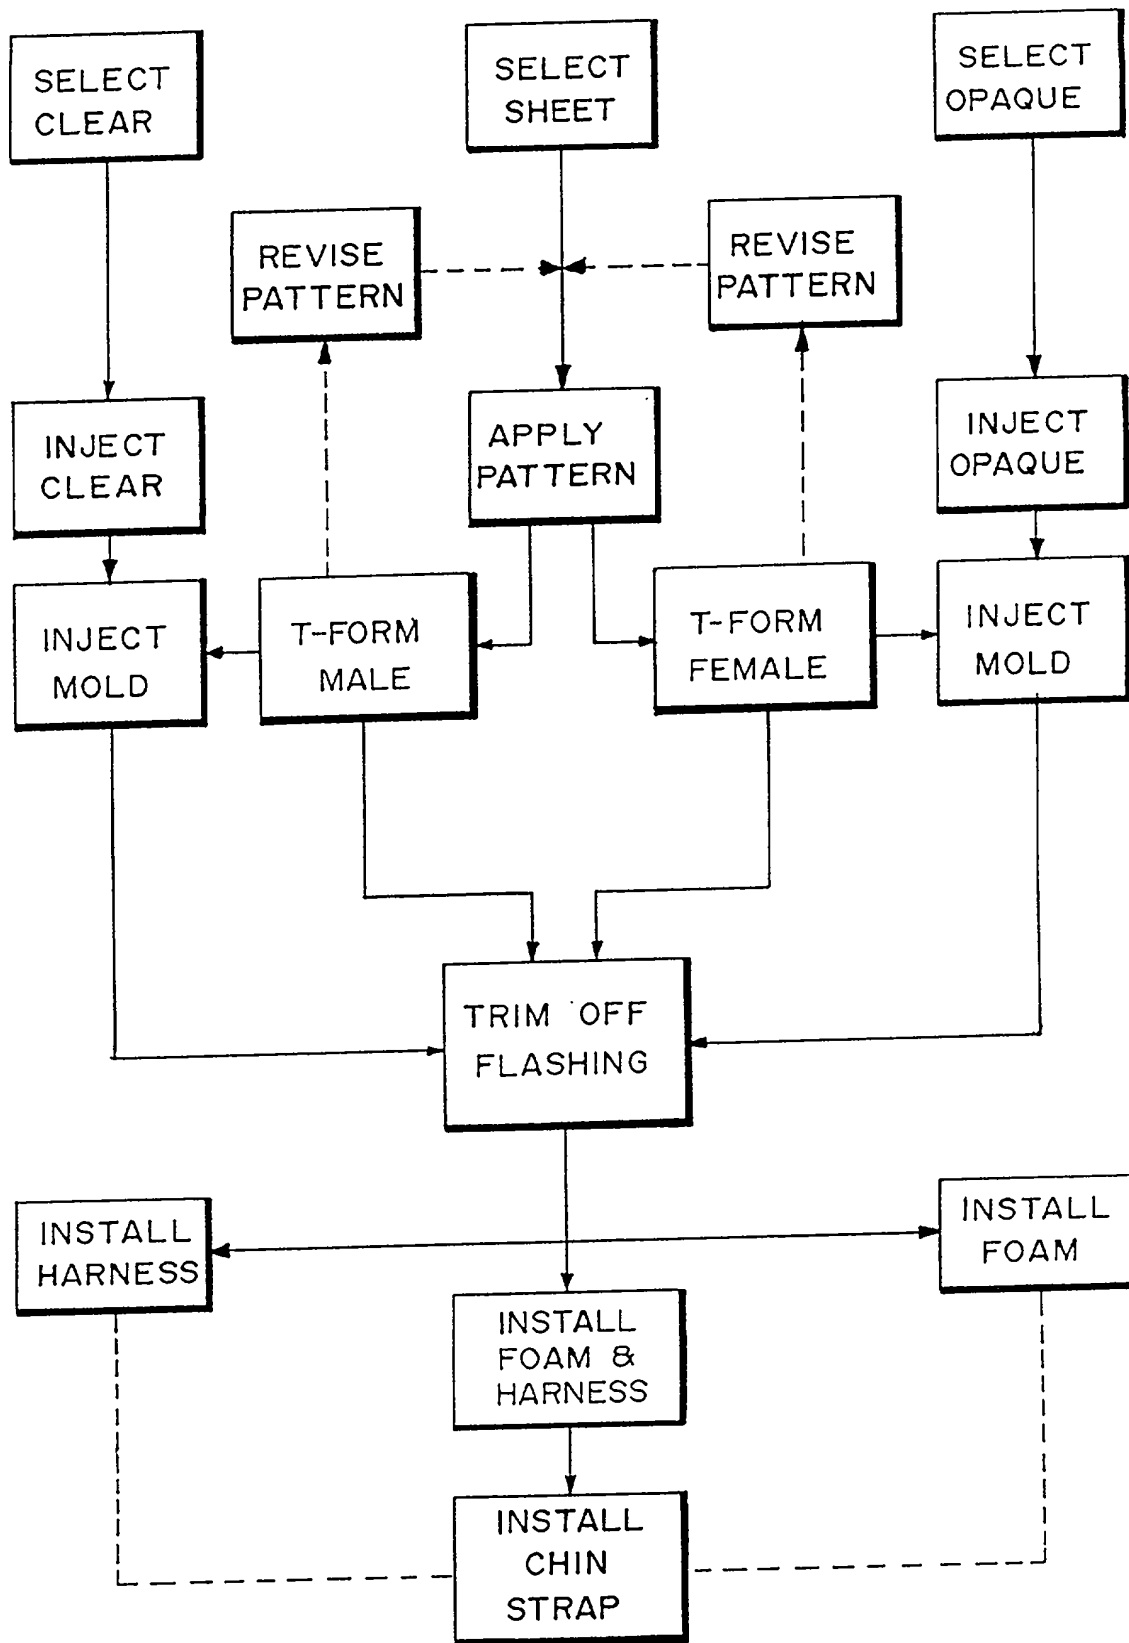 SELECT
CLEAR
SELECT
SHEET
SELECT
OPAQUE
REVISE
PATTERN
REVISE
PATTERN
INJECT
CLEAR
APPLY
PATTERN
INJECT
OPAQUE
INJECT
MOLD
T-FORM
MALE
T-FORM
FEMALE
INJECT
MOLD
TRIM OFF
FLASHING
INSTALL
HARNESS
INSTALL
FOAM
INSTALL
FOAM &
HARNESS
INSTALL
CHIN
STRAP